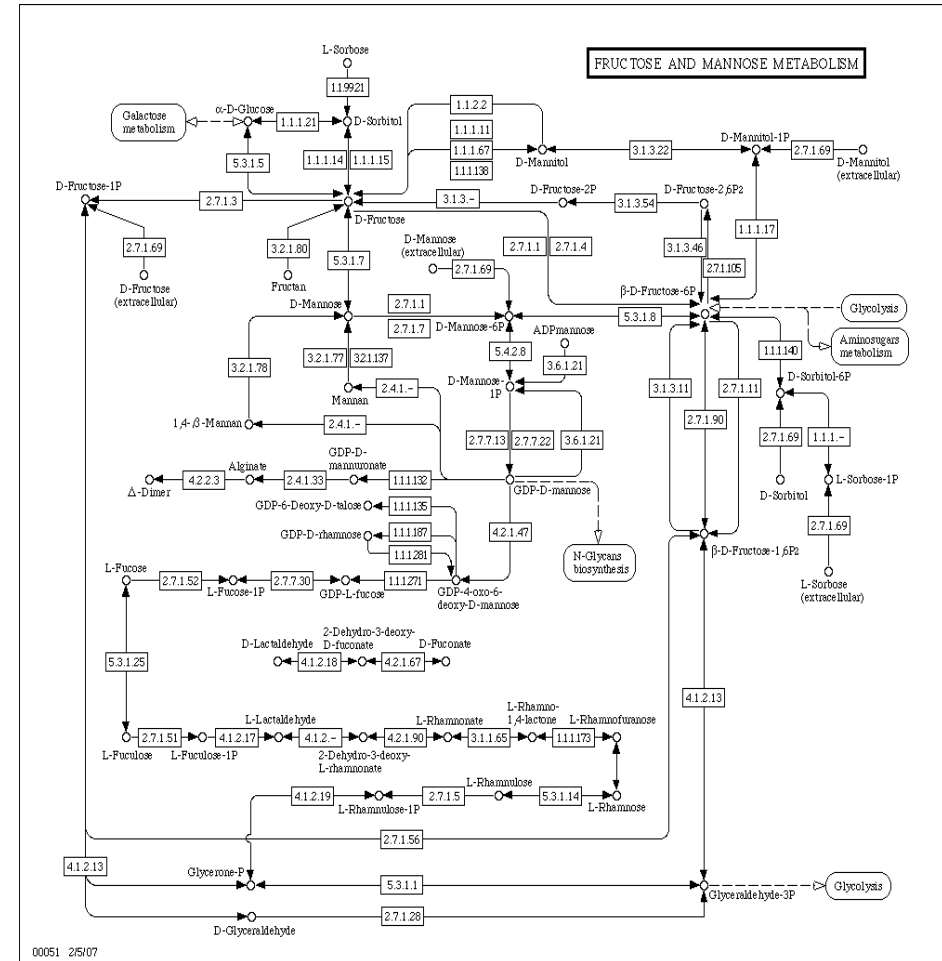 FRUCTOSE AND MANNOSE METABOLISM
L-Sorbose
1.1.99.21
Galactose
metabolism
α-D-Glucose
1.1.1.21
D-Sorbitol
1.1.2.2
1.1.1.11
1.1.1.67
1.1.1.138
D-Mannitol
3.1.3.22
D-Mannitol-1P
2.7.1.69
D-Mannitol
(extracellular)
5.3.1.5
1.1.1.14
1.1.1.15
D-Fructose-1P
2.7.1.3
D-Fructose
3.1.3.-
D-Fructose-2P
3.1.3.54
D-Fructose-2,6P2
1.1.1.17
2.7.1.69
D-Fructose
(extracellular)
3.2.1.80
Fructan
5.3.1.7
D-Mannose
(extracellular)
2.7.1.69
2.7.1.1
2.7.1.4
3.1.3.46
2.7.1.105
β-D-Fructose-6P
Glycolysis
D-Mannose
2.7.1.1
2.7.1.7
D-Mannose-6P
5.3.1.8
ADPmannose
Aminosugars
metabolism
3.2.1.78
3.2.1.77
3.2.1.137
5.4.2.8
3.6.1.21
1.1.1.140
D-Sorbitol-6P
Mannan
2.4.1.-
D-Mannose-
1P
3.1.3.11
2.7.1.11
2.7.1.90
1,4-β-Mannan
2.4.1.-
2.7.7.13
2.7.7.22
3.6.1.21
2.7.1.69
1.1.1.-
D-Sorbitol
L-Sorbose-1P
Δ-Dimer
4.2.2.3
Alginate
2.4.1.33
GDP-D-
mannuronate
1.1.1.132
GDP-D-mannose
GDP-6-Deoxy-D-talose
1.1.1.135
GDP-D-rhamnose
1.1.1.187
1.1.1.281
4.2.1.47
N-Glycans
biosynthesis
β-D-Fructose-1,6P2
2.7.1.69
L-Sorbose
(extracellular)
L-Fucose
2.7.1.52
L-Fucose-1P
2.7.7.30
GDP-L-fucose
1.1.1.271
GDP-4-oxo-6-
deoxy-D-mannose
5.3.1.25
D-Lactaldehyde
4.1.2.18
2-Dehydro-3-deoxy-
D-fuconate
4.2.1.67
D-Fuconate
4.1.2.13
L-Fuculose
2.7.1.51
L-Fuculose-1P
4.1.2.17
L-Lactaldehyde
4.1.2.-
2-Dehydro-3-deoxy-
L-rhamnonate
4.2.1.90
L-Rhamnonate
3.1.1.65
L-Rhamno-
1,4-lactone
1.1.1.173
L-Rhamnofuranose
4.1.2.19
L-Rhamnulose-1P
2.7.1.5
L-Rhamnulose
5.3.1.14
L-Rhamnose
2.7.1.56
4.1.2.13
Glycerone-P
5.3.1.1
Glyceraldehyde-3P
Glycolysis
D-Glyceraldehyde
2.7.1.28
00051 2/5/07